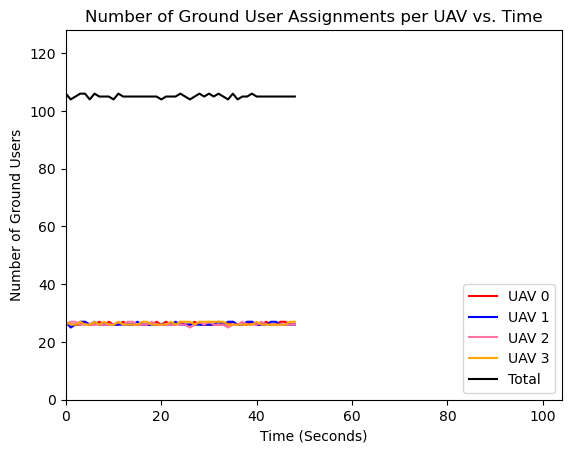 Number of Ground User Assignments per UAV vs. Time
120
100
80
60
40
20
0
Number of Ground Users
0 20 40 60 80 100
Time (Seconds)
UAV 0
UAV 1
UAV 2
UAV 3
Total